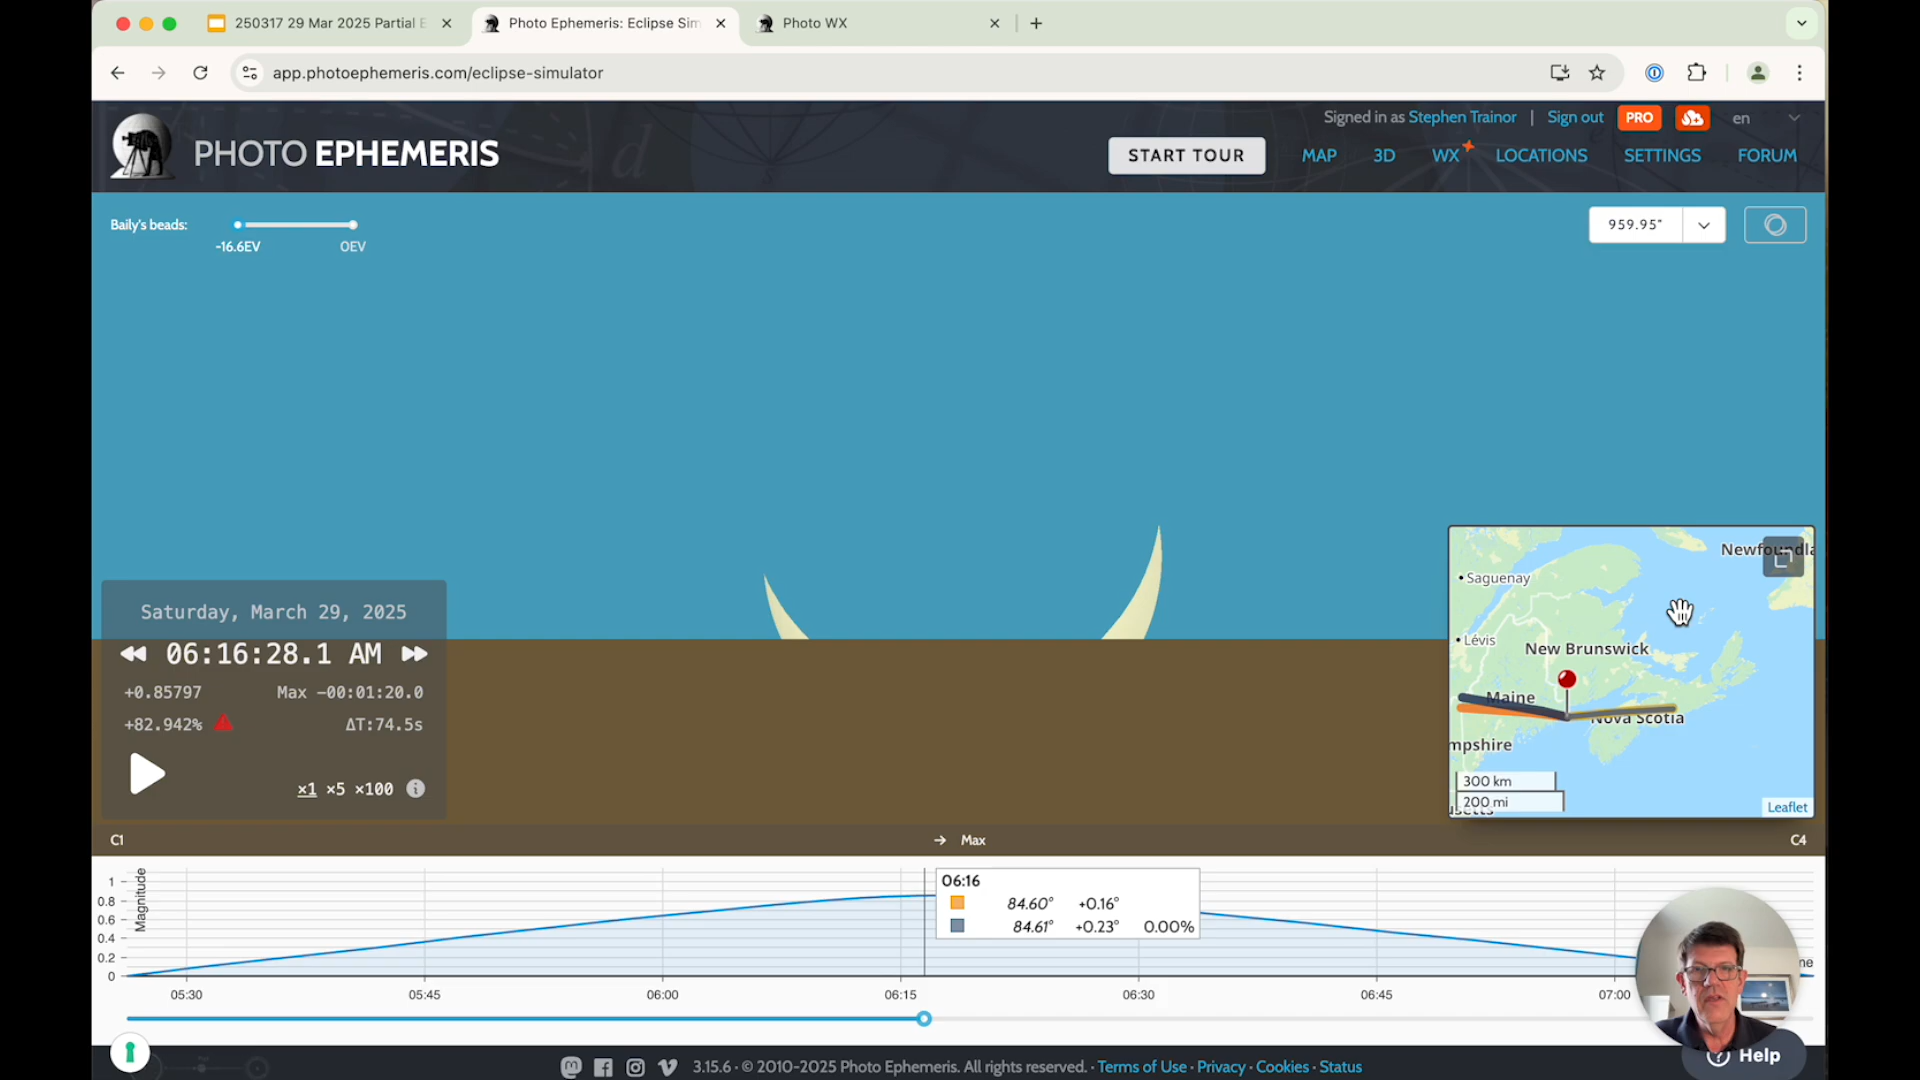 250317 29 Mar 2025 Partial E
Photo Ephemeris: Eclipse Sim
Photo WX
app.photoephemeris.com/eclipse-simulator
Signed in as Stephen Trainor | Sign out PRO en
PHOTO EPHEMERIS
START TOUR MAP 3D WX LOCATIONS SETTINGS FORUM
Baily's beads:
-16.6EV 0EV
959.95"
Saturday, March 29, 2025
06:16:28.1 AM
+0.85797 Max -00:01:20.0
+82.942% ΔT:74.5s
×1 ×5 ×100
Newfoundla
Saguenay
Lévis
New Brunswick
Maine
Nova Scotia
mpshire
300 km
200 mi
usetts
Leaflet
C1 → Max C4
Magnitude
1
0.8
0.6
0.4
0.2
0
06:16
84.60° +0.16°
84.61° +0.23° 0.00%
05:30 05:45 06:00 06:15 06:30 06:45 07:00
3.15.6 · © 2010-2025 Photo Ephemeris. All rights reserved. · Terms of Use · Privacy · Cookies · Status
Help